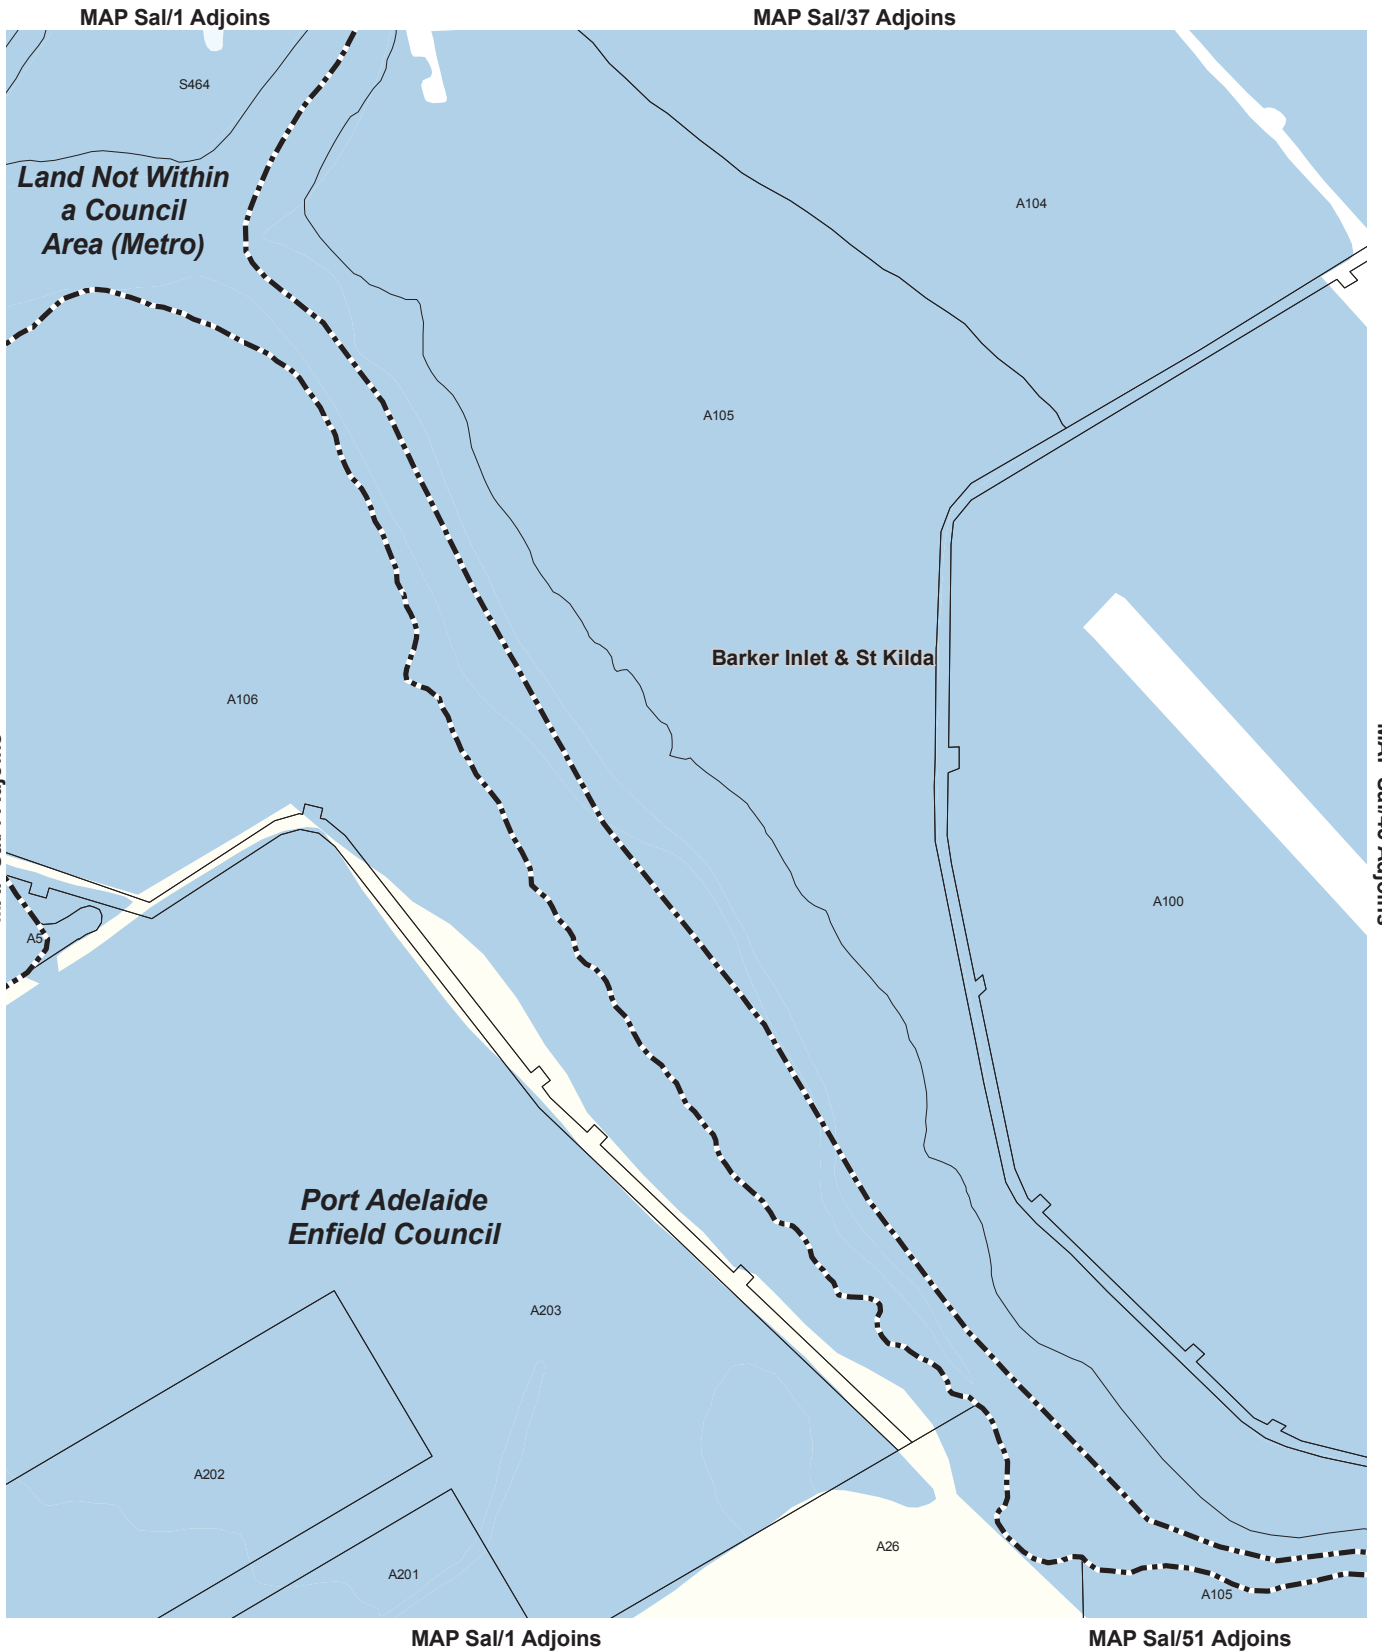 MAP Sal/1 Adjoins
MAP Sal/37 Adjoins
S464
Land Not Within
a Council
Area (Metro)
A104
A105
Barker Inlet & St Kilda
A106
A100
A5
Port Adelaide
Enfield Council
A203
A202
A26
A201
A105
MAP Sal/1 Adjoins
MAP Sal/51 Adjoins